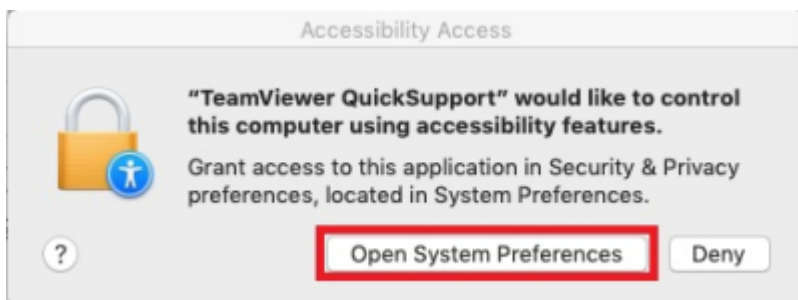 Accessibility Access
"TeamViewer QuickSupport" would like to control
this computer using accessibility features.
Grant access to this application in Security & Privacy
preferences, located in System Preferences.
?
Open System Preferences
Deny